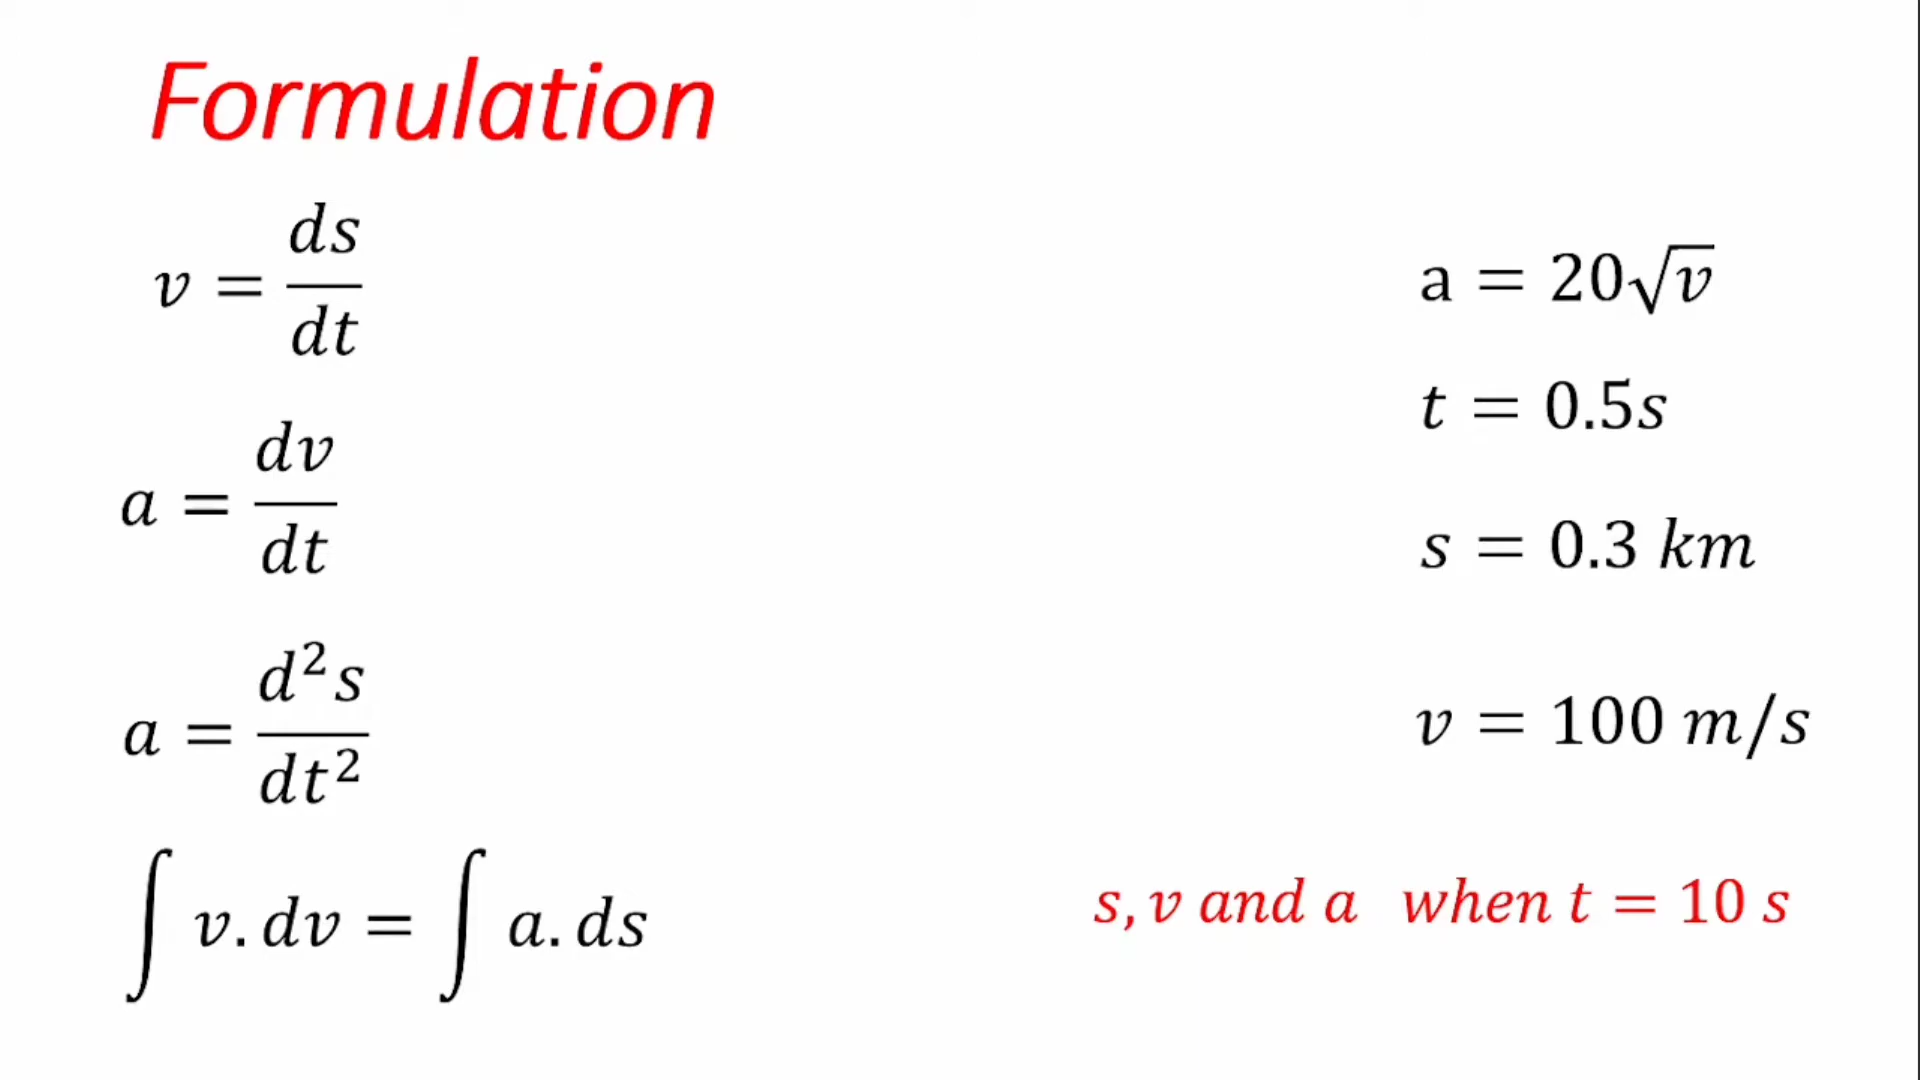 Formulation
v = ds/dt
a = dv/dt
a = d²s/dt²
∫ v. dv = ∫ a. ds
a = 20√v
t = 0.5s
s = 0.3 km
v = 100 m/s
s, v and a when t = 10 s